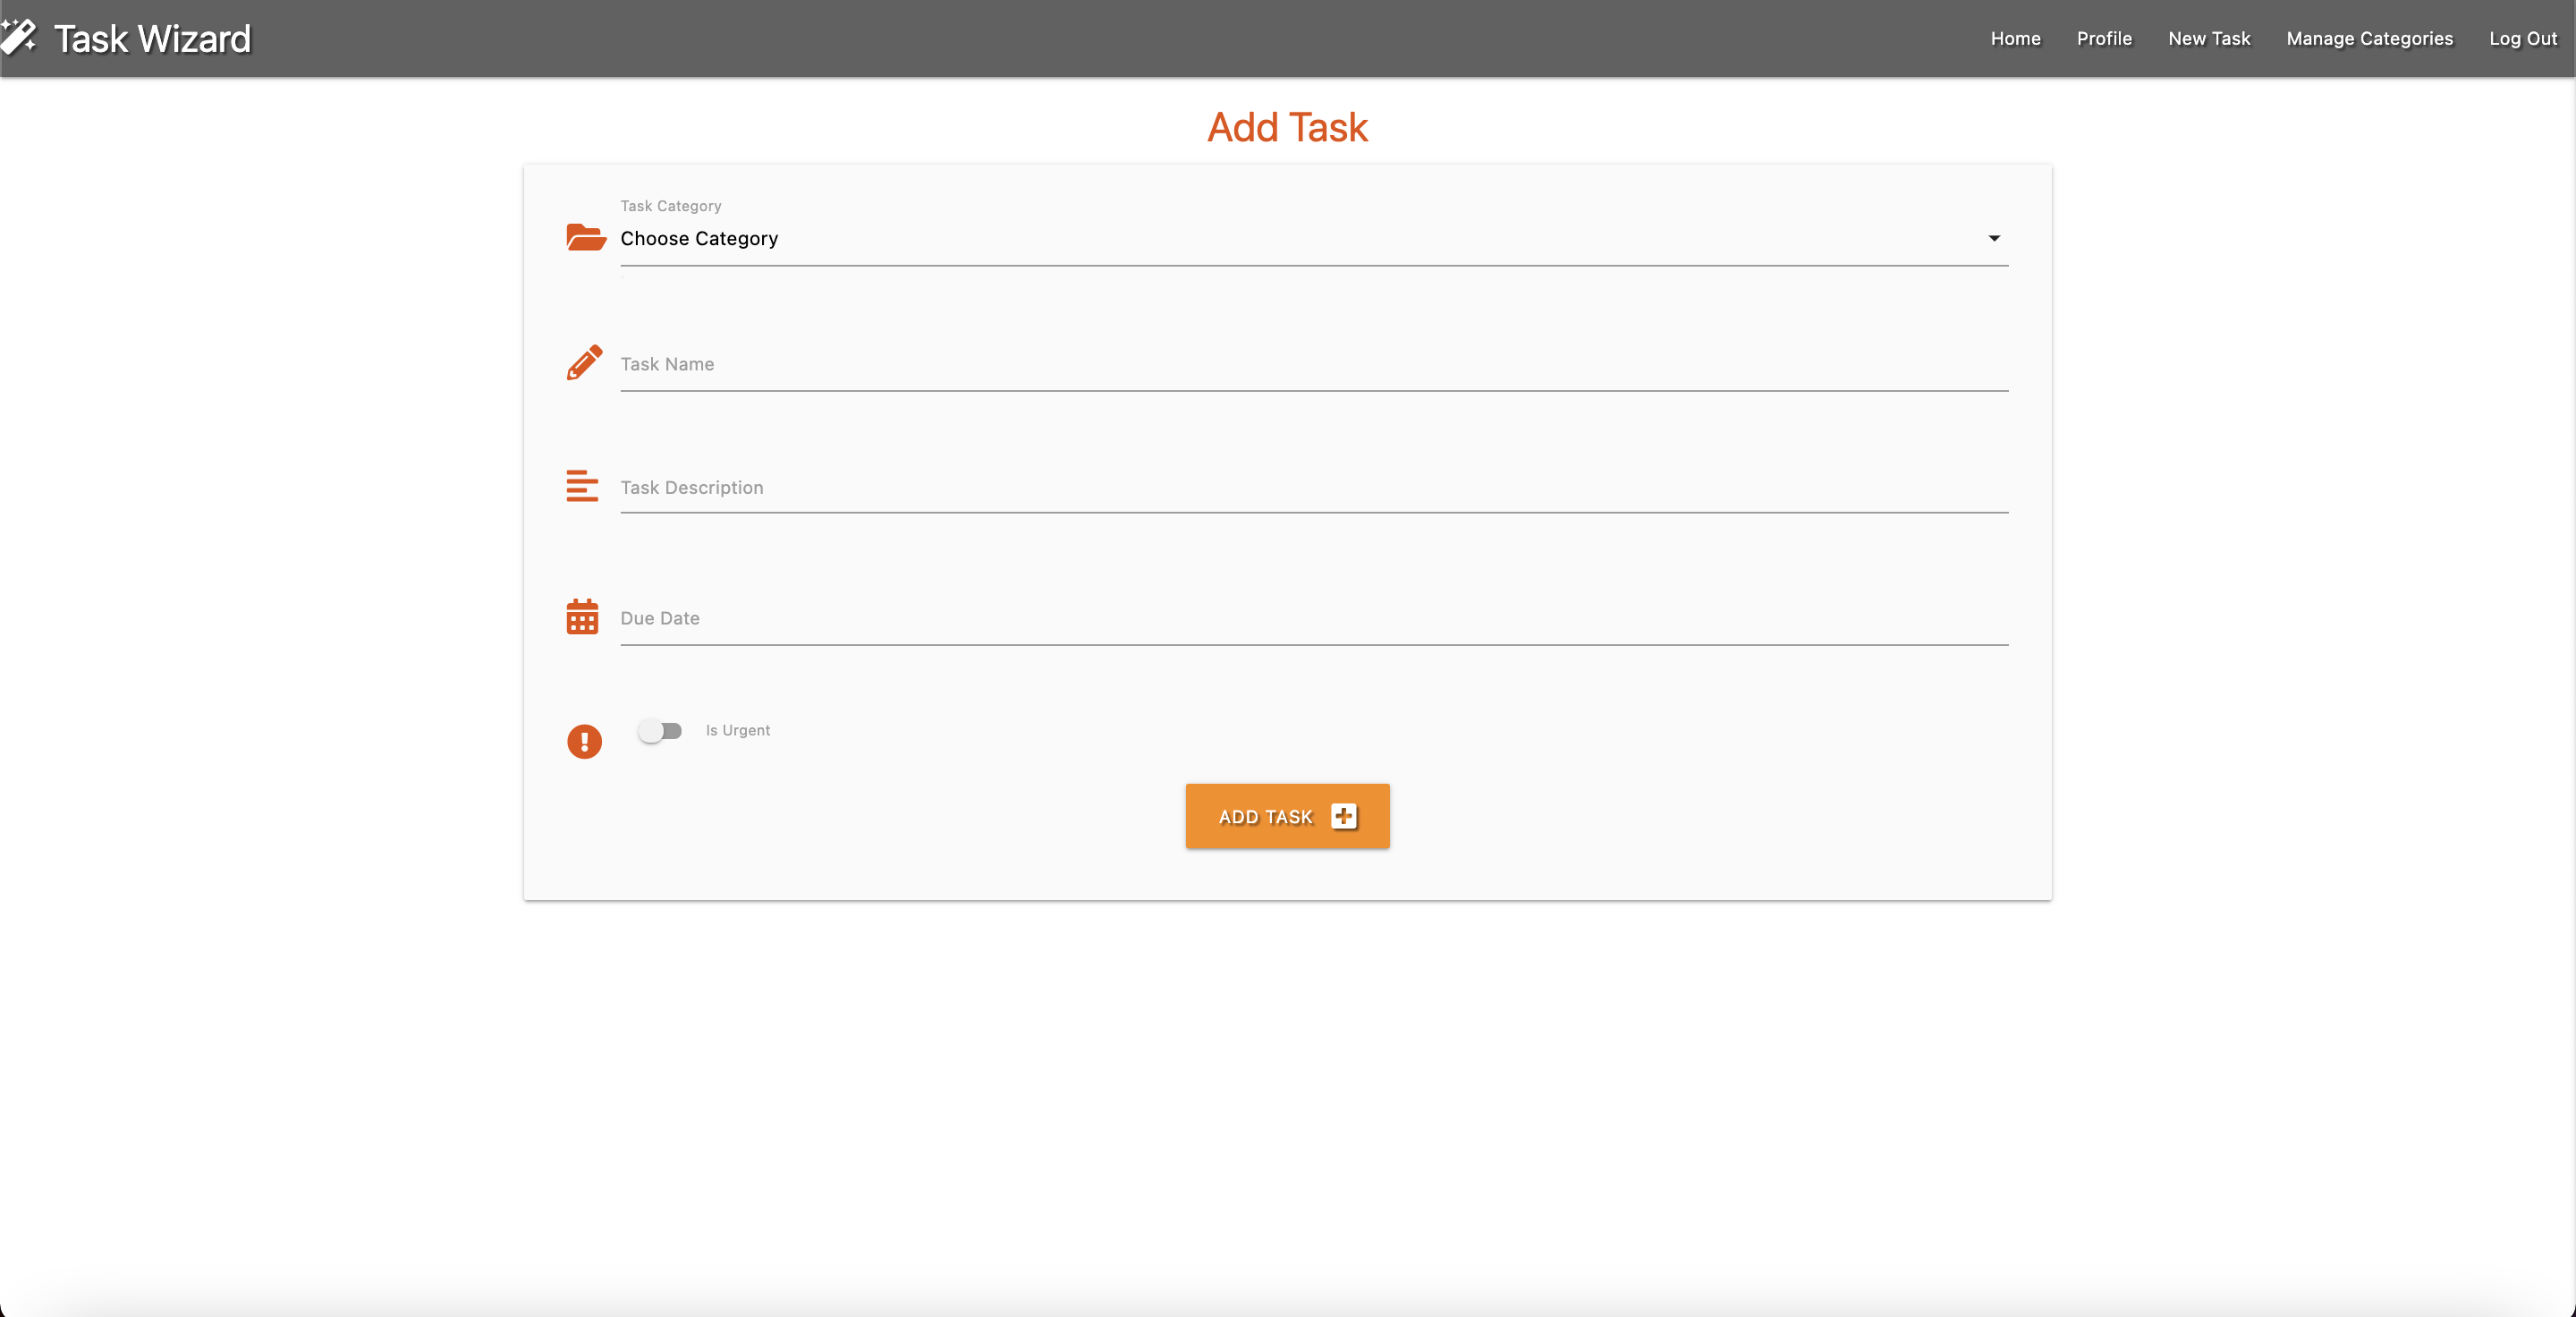 Task Wizard
Home Profile New Task Manage Categories Log Out
Add Task
Task Category
Choose Category
Task Name
Task Description
Due Date
Is Urgent
ADD TASK